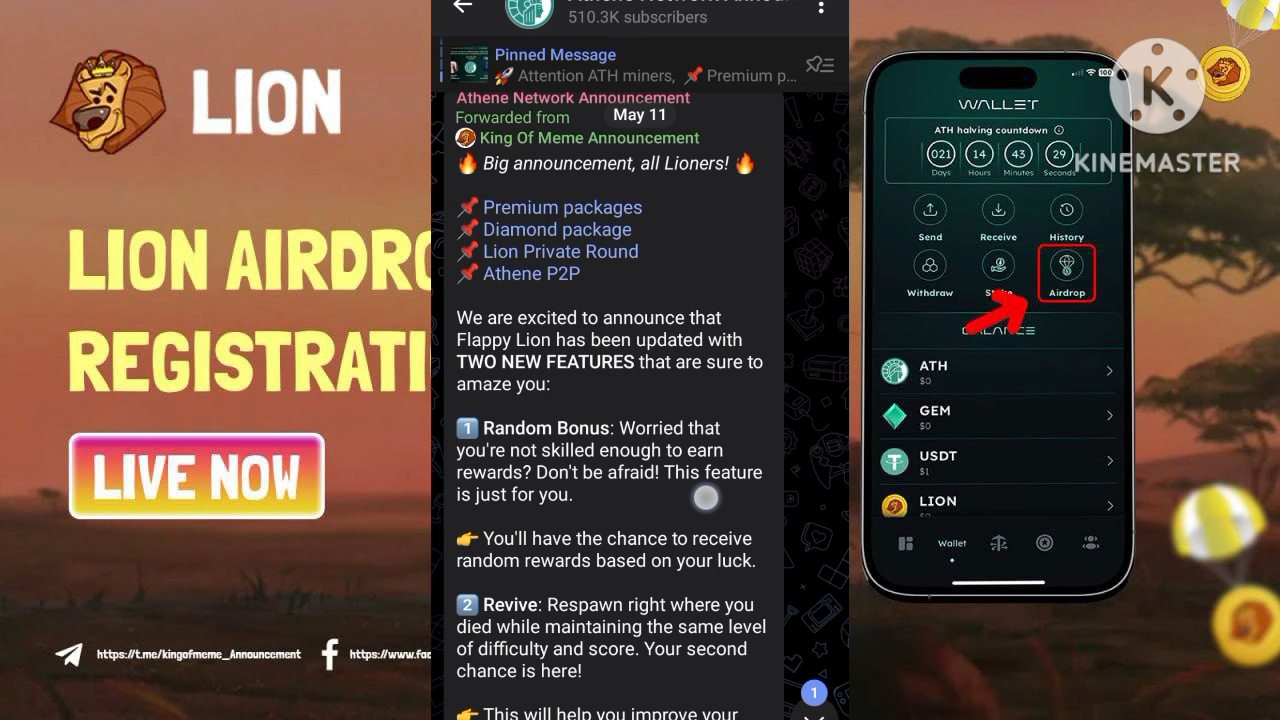 LION
LION AIRDRO
REGISTRATI
LIVE NOW
https://t.me/kingofmeme_Announcement
https://www.fac
510.3K subscribers
Pinned Message
🚀 Attention ATH miners, 📌 Premium p...
Athene Network Announcement
Forwarded from
May 11
King Of Meme Announcement
🔥 Big announcement, all Lioners! 🔥
📌 Premium packages
📌 Diamond package
📌 Lion Private Round
📌 Athene P2P
We are excited to announce that
Flappy Lion has been updated with
TWO NEW FEATURES that are sure to
amaze you:
1️⃣ Random Bonus: Worried that
you're not skilled enough to earn
rewards? Don't be afraid! This feature
is just for you.
👉 You'll have the chance to receive
random rewards based on your luck.
2️⃣ Revive: Respawn right where you
died while maintaining the same level
of difficulty and score. Your second
chance is here!
👉 This will help you improve your
1
100
WALLET
ATH halving countdown
021 14 43 29
Days Hours Minutes Seconds
Send Receive History
Withdraw Airdrop
ATH
$0
GEM
$0
USDT
$1
LION
Wallet
K
KINEMASTER